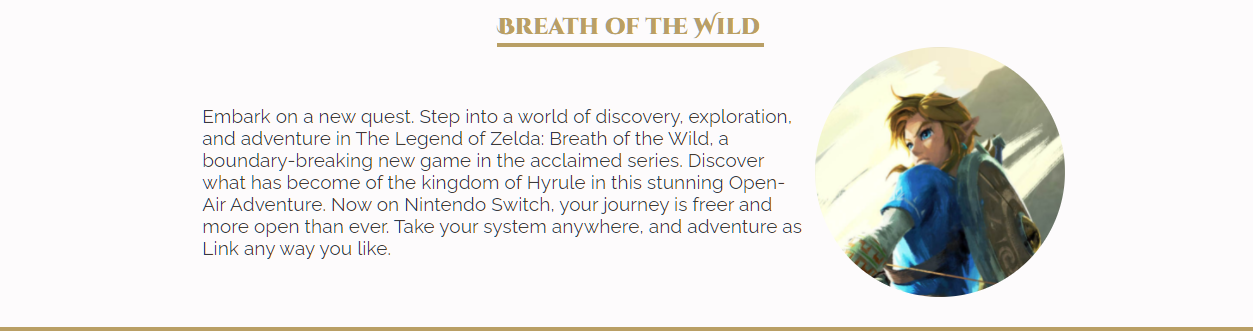 Breath of the Wild
Embark on a new quest. Step into a world of discovery, exploration,
and adventure in The Legend of Zelda: Breath of the Wild, a
boundary-breaking new game in the acclaimed series. Discover
what has become of the kingdom of Hyrule in this stunning Open-
Air Adventure. Now on Nintendo Switch, your journey is freer and
more open than ever. Take your system anywhere, and adventure as
Link any way you like.